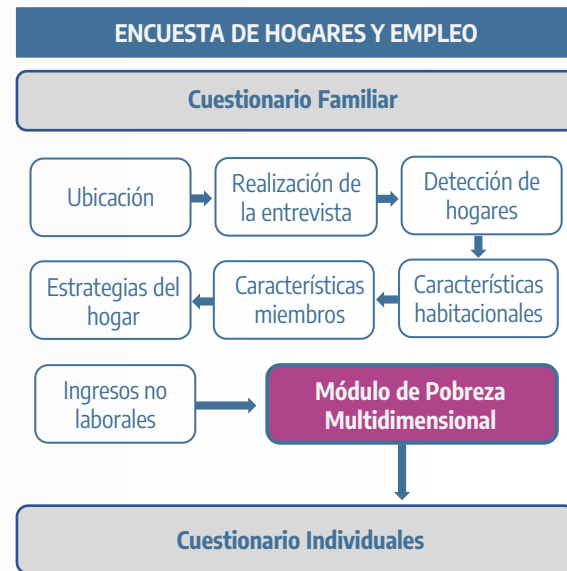 ENCUESTA DE HOGARES Y EMPLEO
Cuestionario Familiar
Ubicación
Realización de
la entrevista
Detección de
hogares
Características
habitacionales
Características
miembros
Estrategias del
hogar
Ingresos no
laborales
Módulo de Pobreza
Multidimensional
Cuestionario Individuales